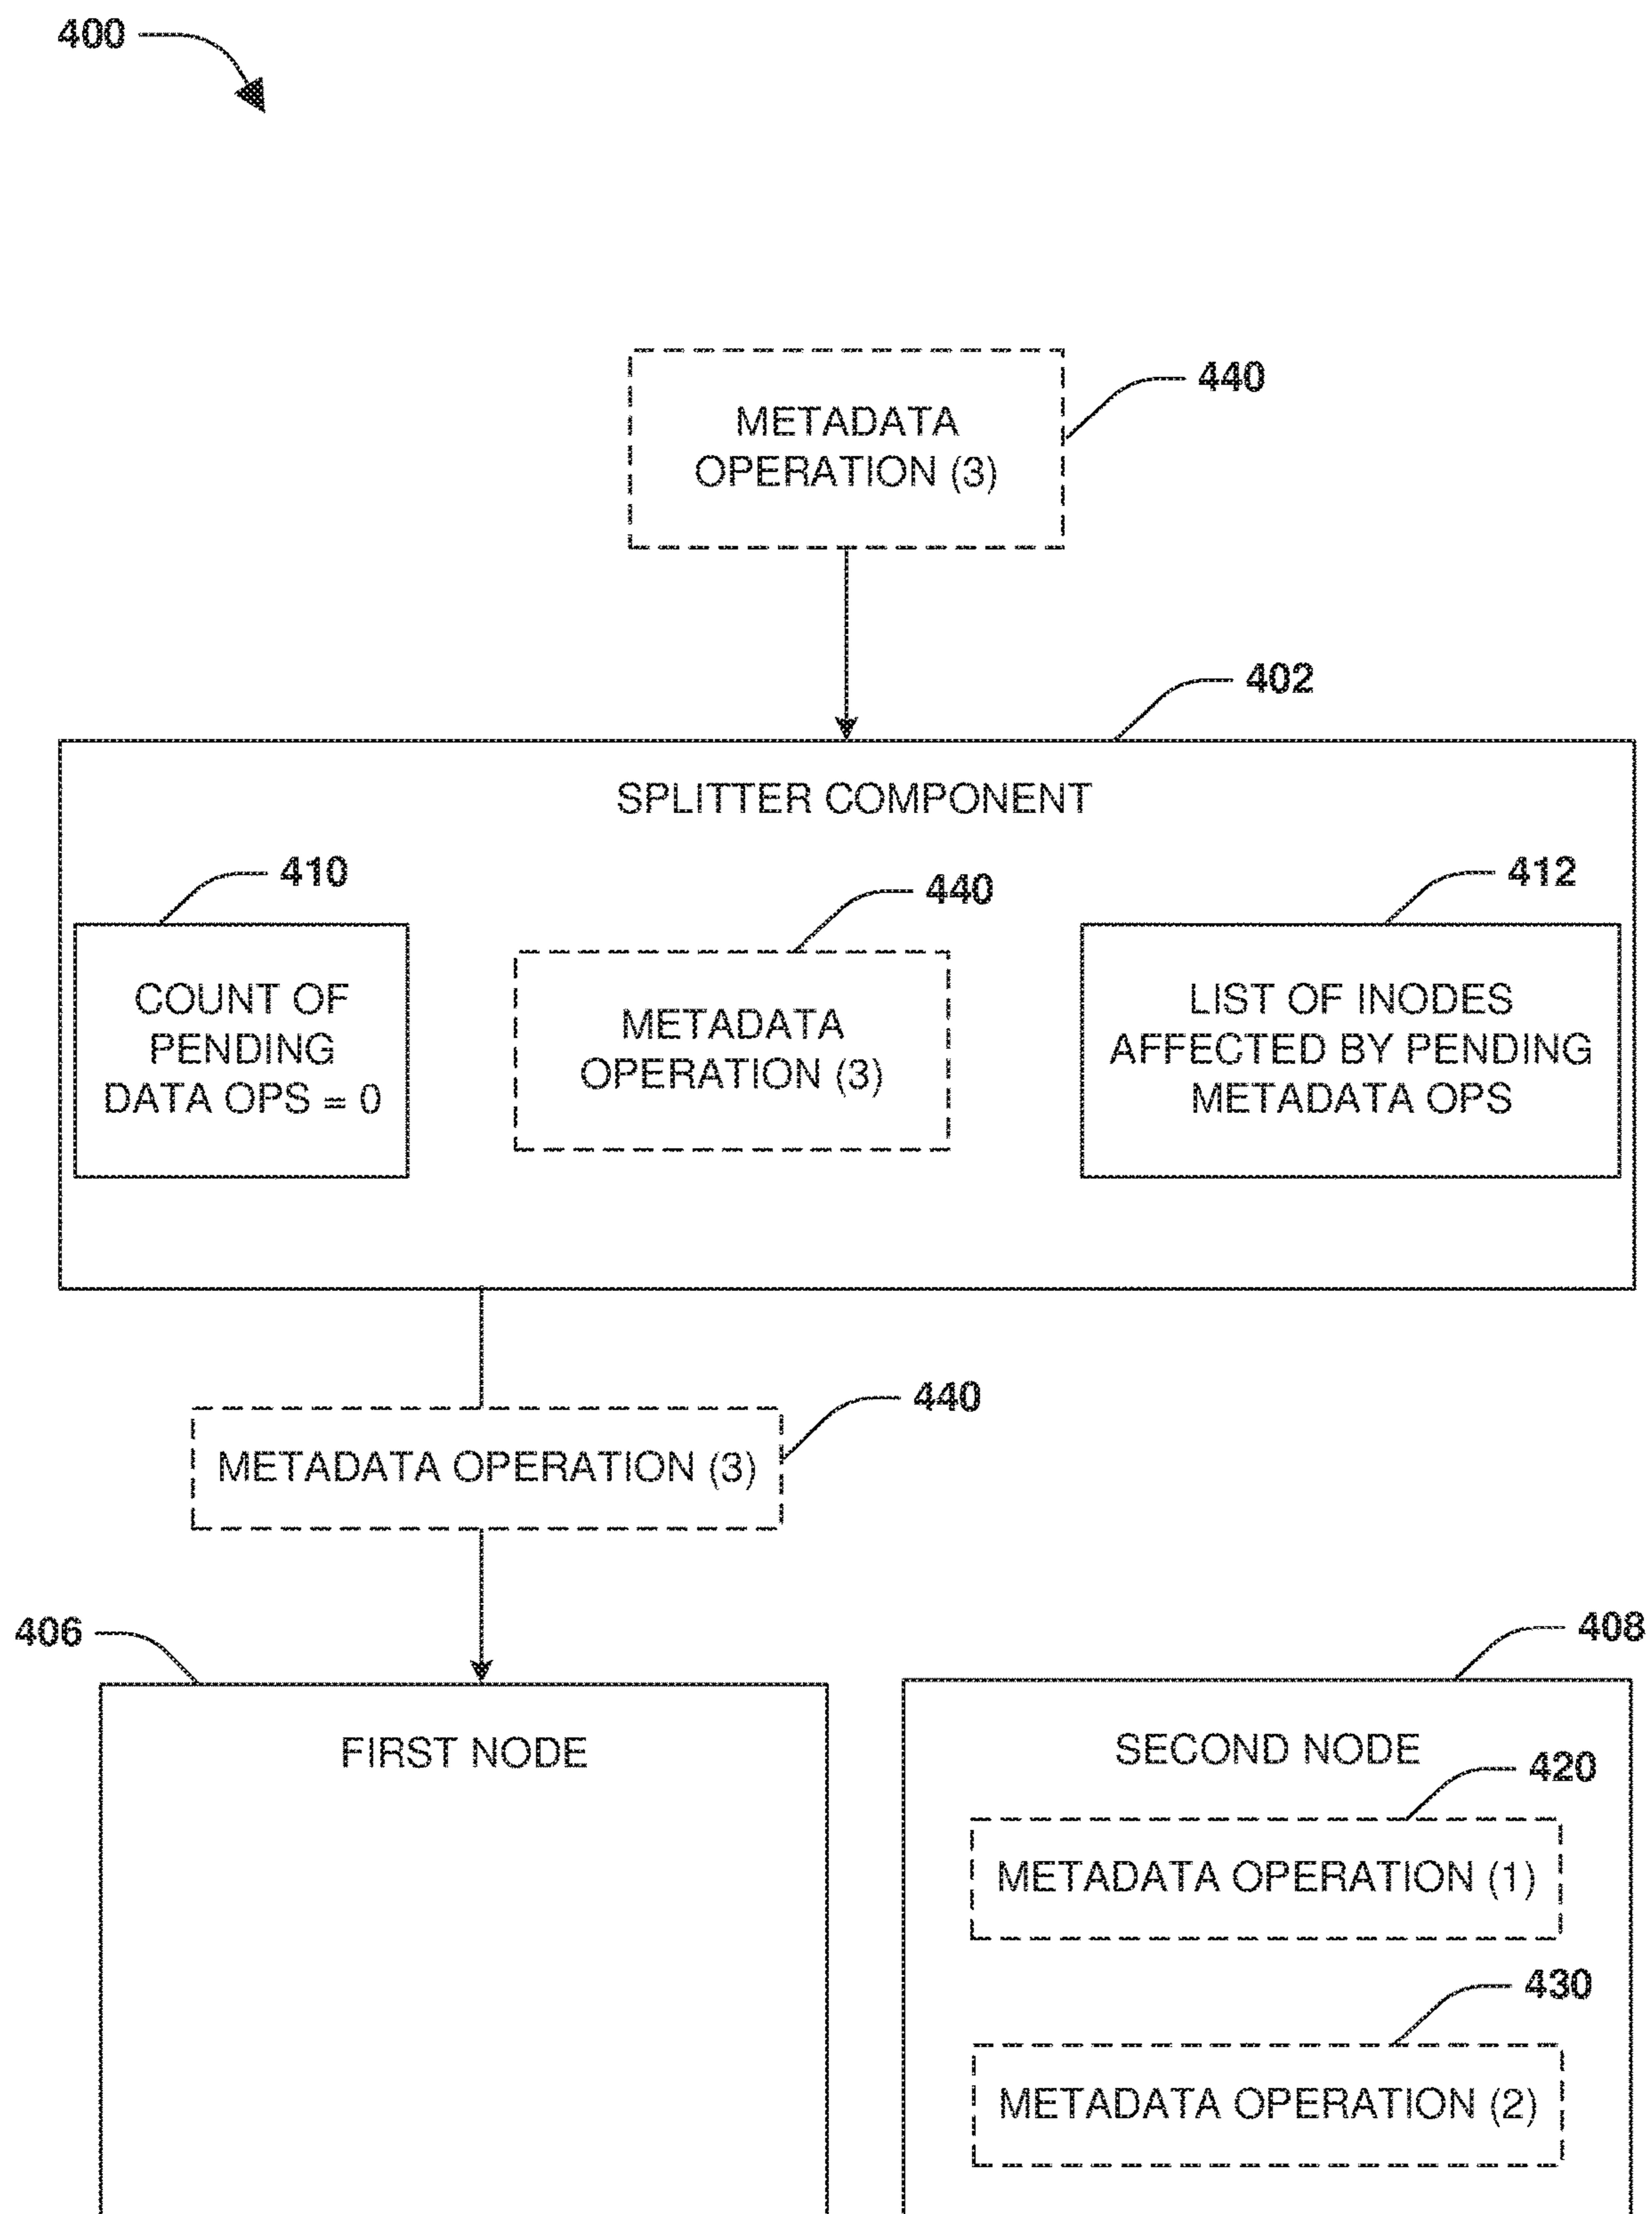 400
METADATA
OPERATION (3)
440
402
SPLITTER COMPONENT
410
440
412
COUNT OF
PENDING
DATA OPS = 0
METADATA
OPERATION (3)
LIST OF INODES
AFFECTED BY PENDING
METADATA OPS
440
METADATA OPERATION (3)
406
408
FIRST NODE
SECOND NODE
420
METADATA OPERATION (1)
430
METADATA OPERATION (2)